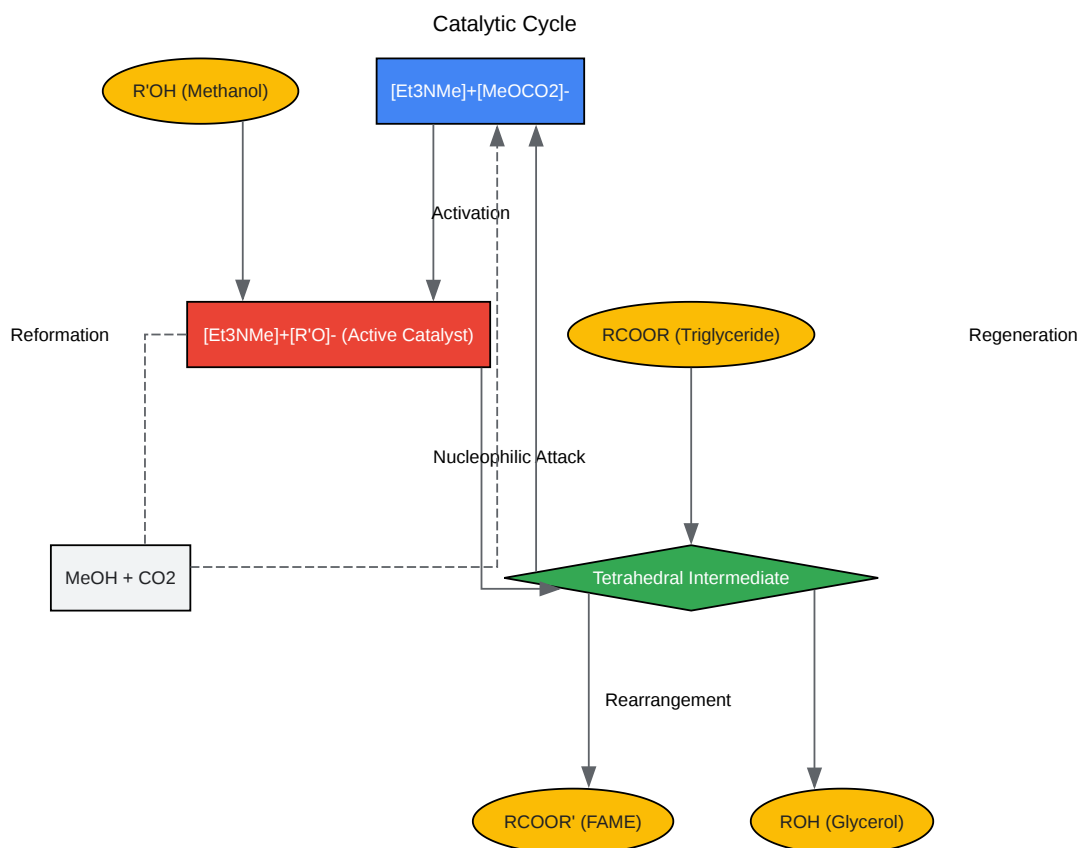 Catalytic Cycle
R'OH (Methanol)
[Et3NMe]+[MeOCO2]-
Activation
Reformation
[Et3NMe]+[R'O]- (Active Catalyst)
RCOOR (Triglyceride)
Regeneration
Nucleophilic Attack
MeOH + CO2
Tetrahedral Intermediate
Rearrangement
RCOOR' (FAME)
ROH (Glycerol)